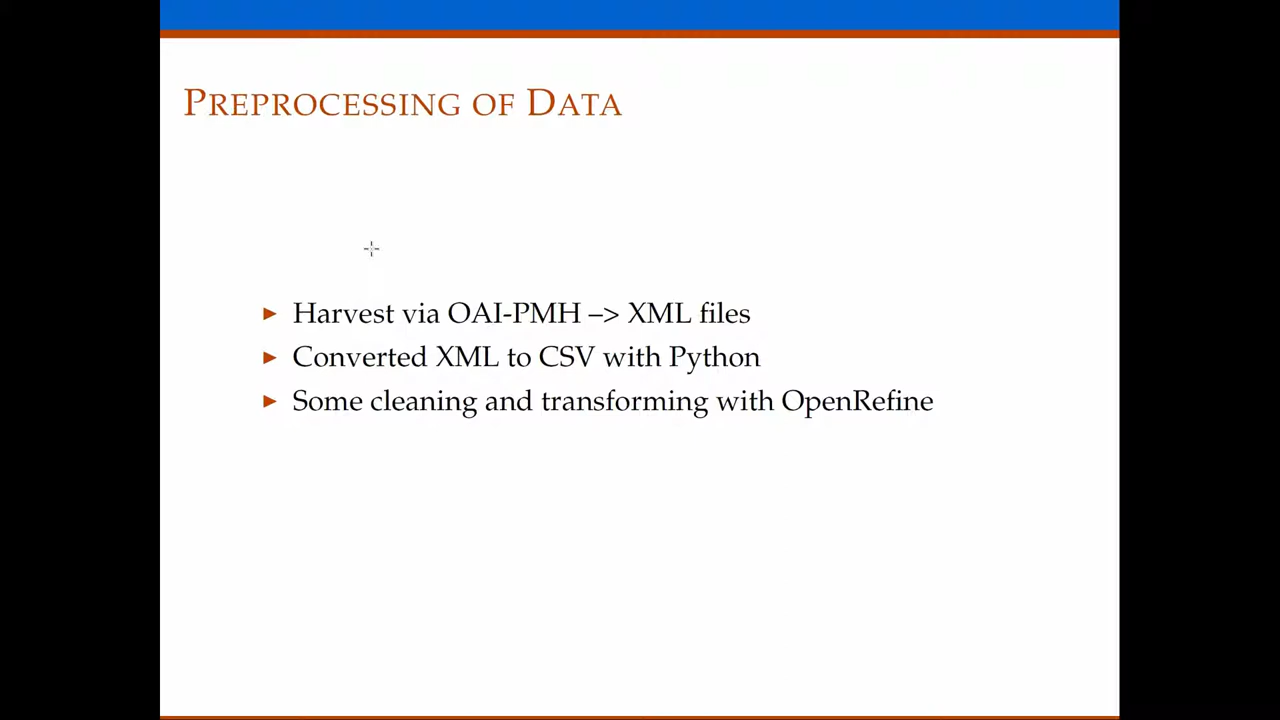 PREPROCESSING OF DATA
Harvest via OAI-PMH –> XML files
Converted XML to CSV with Python
Some cleaning and transforming with OpenRefine